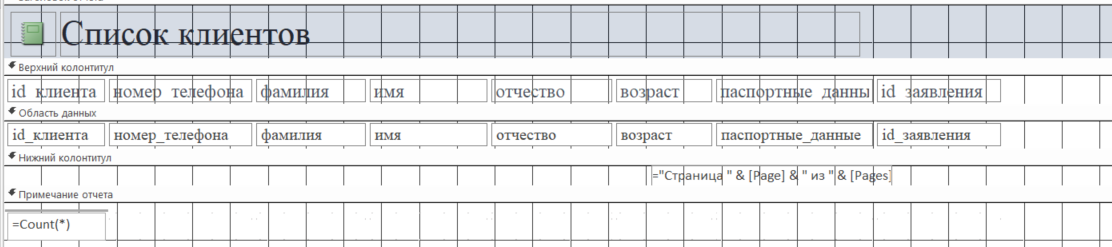 Список клиентов
Верхний колонтитул
id_клиента номер_телефона фамилия имя отчество возраст паспортные_данны id_заявления
Область данных
id_клиента номер_телефона фамилия имя отчество возраст паспортные_данные id_заявления
Нижний колонтитул
="Страница " & [Page] & " из " & [Pages]
Примечание отчета
=Count(*)